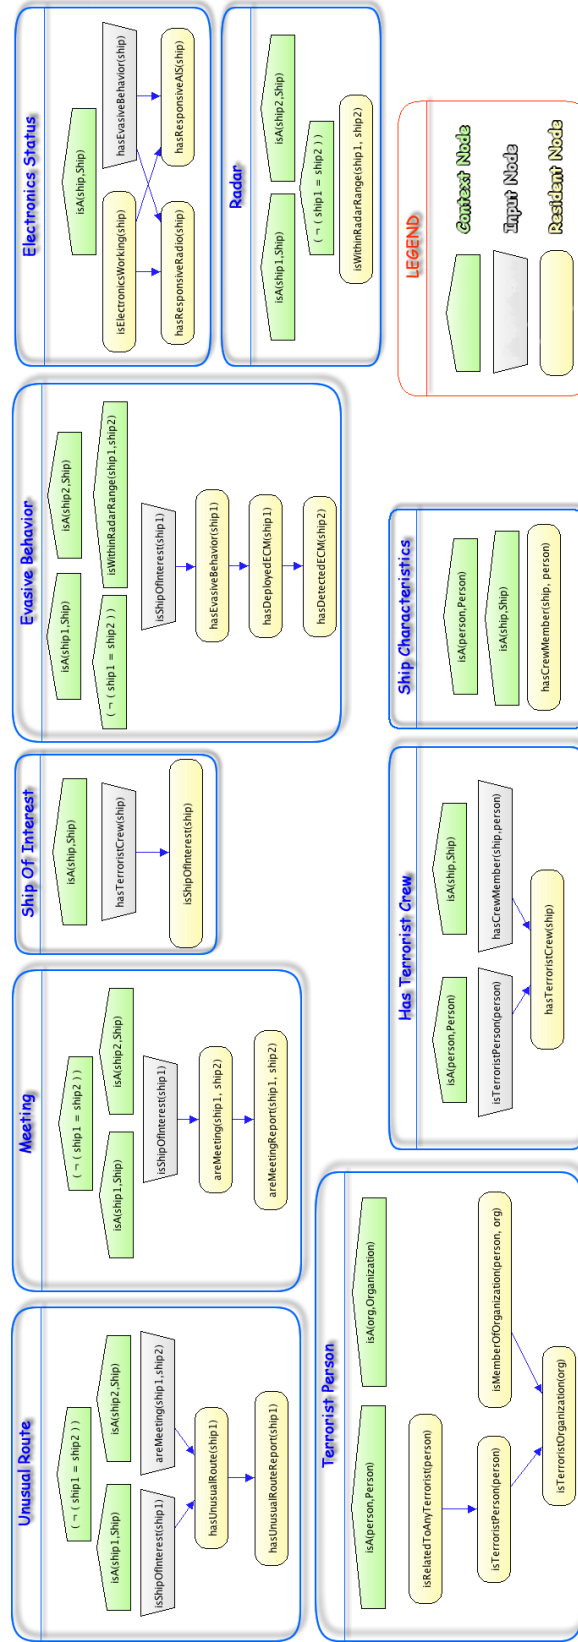 Unusual Route
( ¬ ( ship1 = ship2 ) )
isA(ship1,Ship)
isA(ship2,Ship)
isShipOfInterest(ship1)
areMeeting(ship1,ship2)
hasUnusualRoute(ship1)
hasUnusualRouteReport(ship1)
Meeting
( ¬ ( ship1 = ship2 ) )
isA(ship1,Ship)
isA(ship2,Ship)
isShipOfInterest(ship1)
areMeeting(ship1, ship2)
areMeetingReport(ship1, ship2)
Ship Of Interest
isA(ship,Ship)
hasTerroristCrew(ship)
isShipOfInterest(ship)
Evasive Behavior
isA(ship1,Ship)
isA(ship2,Ship)
( ¬ ( ship1 = ship2 ) )
isWithinRadarRange(ship1,ship2)
isShipOfInterest(ship1)
hasEvasiveBehavior(ship1)
hasDeployedECM(ship1)
hasDetectedECM(ship2)
Electronics Status
isA(ship,Ship)
isElectronicsWorking(ship)
hasEvasiveBehavior(ship)
hasResponsiveRadio(ship)
hasResponsiveAIS(ship)
Terrorist Person
isA(person,Person)
isA(org,Organization)
isRelatedToAnyTerrorist(person)
isTerroristPerson(person)
isMemberOfOrganization(person, org)
isTerroristOrganization(org)
Has Terrorist Crew
isA(person,Person)
isA(ship,Ship)
isTerroristPerson(person)
hasCrewMember(ship,person)
hasTerroristCrew(ship)
Ship Characteristics
isA(person,Person)
isA(ship,Ship)
hasCrewMember(ship, person)
Radar
isA(ship1,Ship)
isA(ship2,Ship)
( ¬ ( ship1 = ship2 ) )
isWithinRadarRange(ship1, ship2)
LEGEND
Context Node
Input Node
Resident Node